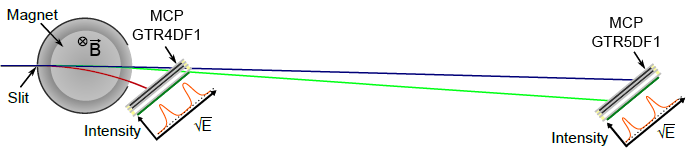 Magnet
⊗B⃗
Slit
MCP
GTR4DF1
Intensity
√E
MCP
GTR5DF1
Intensity
√E